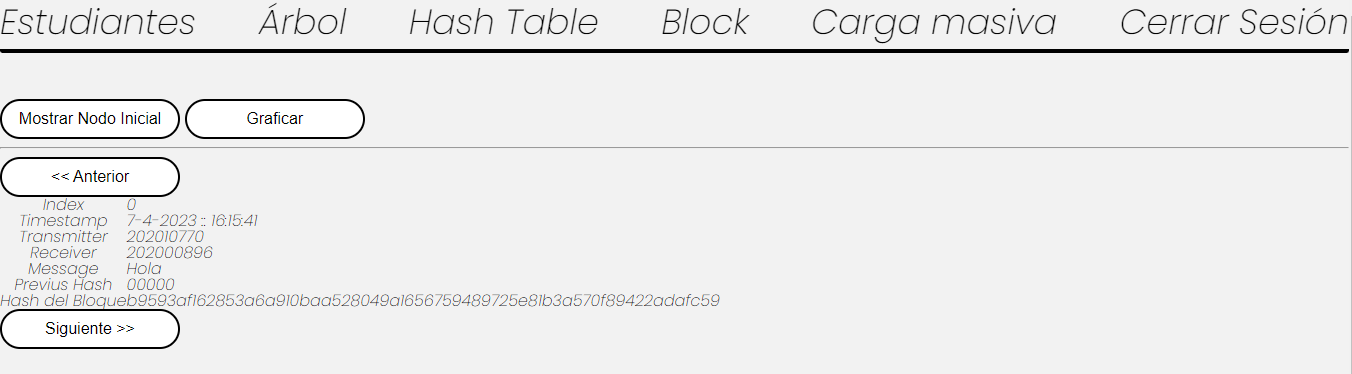 Estudiantes Árbol Hash Table Block Carga masiva Cerrar Sesión
Mostrar Nodo Inicial Graficar
<< Anterior
Index 0
Timestamp 7-4-2023 :: 16:15:41
Transmitter 202010770
Receiver 202000896
Message Hola
Previus Hash 00000
Hash del Bloqueb9593af162853a6a910baa528049a1656759489725e81b3a570f89422adafc59
Siguiente >>